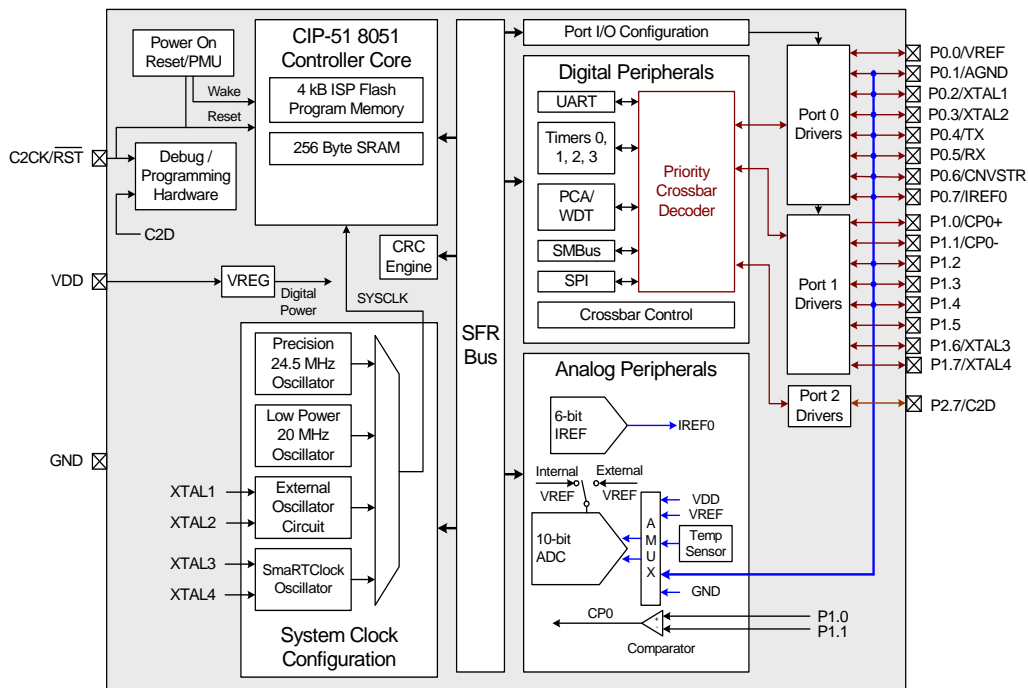 Power On
Reset/PMU
Wake
Reset
C2CK/RST
Debug /
Programming
Hardware
C2D
VDD
VREG
Digital
Power
GND
CIP-51 8051
Controller Core
4 kB ISP Flash
Program Memory
256 Byte SRAM
CRC
Engine
SYSCLK
Precision
24.5 MHz
Oscillator
Low Power
20 MHz
Oscillator
External
Oscillator
Circuit
SmaRTClock
Oscillator
XTAL1
XTAL2
XTAL3
XTAL4
System Clock
Configuration
SFR
Bus
Port I/O Configuration
Digital Peripherals
UART
Timers 0,
1, 2, 3
PCA/
WDT
SMBus
SPI
Priority
Crossbar
Decoder
Crossbar Control
Analog Peripherals
6-bit
IREF
IREF0
Internal
VREF
External
VREF
10-bit
ADC
A
M
U
X
VDD
VREF
Temp
Sensor
GND
CP0
+
-
Comparator
P1.0
P1.1
Port 0
Drivers
Port 1
Drivers
Port 2
Drivers
P0.0/VREF
P0.1/AGND
P0.2/XTAL1
P0.3/XTAL2
P0.4/TX
P0.5/RX
P0.6/CNVSTR
P0.7/IREF0
P1.0/CP0+
P1.1/CP0-
P1.2
P1.3
P1.4
P1.5
P1.6/XTAL3
P1.7/XTAL4
P2.7/C2D